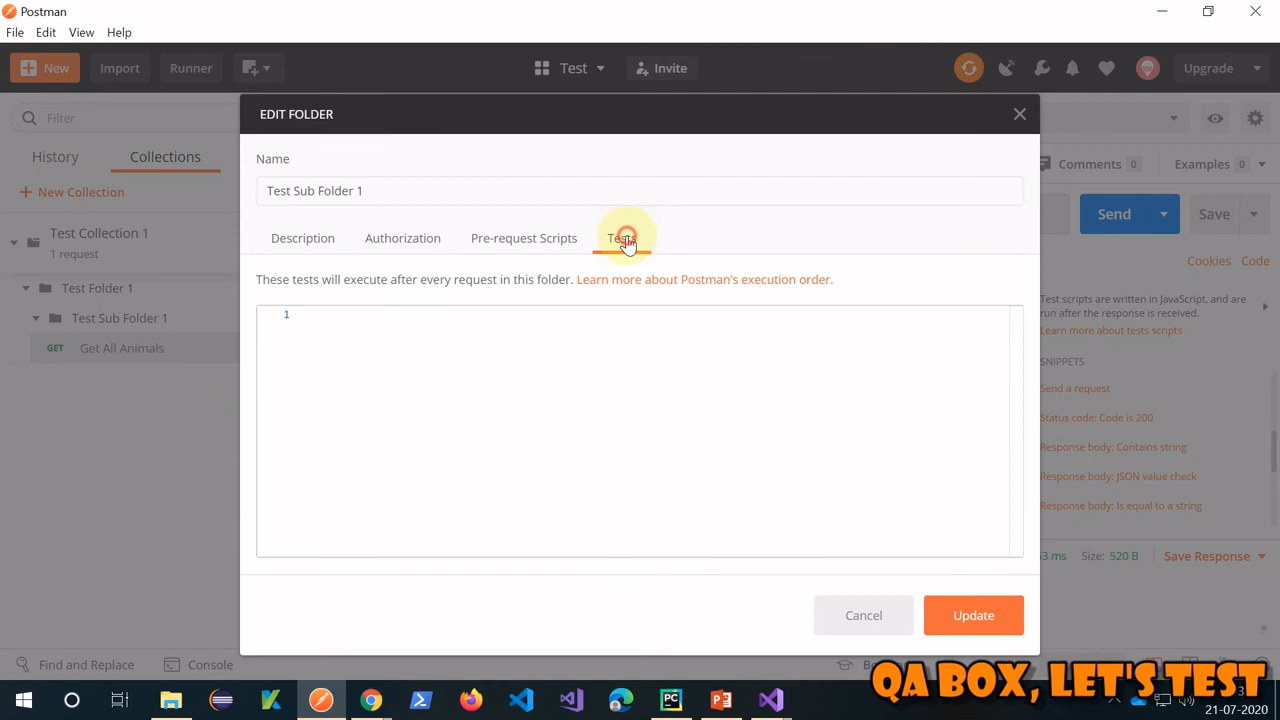 Postman
File Edit View Help
New Import Runner Test Invite Upgrade
Filter
History Collections
New Collection
Test Collection 1
1 request
Folder 1
Test Sub Folder 1
GET Get All Animals
EDIT FOLDER
Name
Test Sub Folder 1
Description Authorization Pre-request Scripts Tests
These tests will execute after every request in this folder. Learn more about Postman's execution order.
1
Cancel Update
Comments 0 Examples 0
Send Save
Cookies Code
Test scripts are written in JavaScript, and are
run after the response is received.
Learn more about tests scripts
SNIPPETS
Send a request
Status code: Code is 200
Response body: Contains string
Response body: JSON value check
Response body: Is equal to a string
3 ms Size: 520 B Save Response
Find and Replace Console
QA BOX, LET'S TEST
21-07-2020